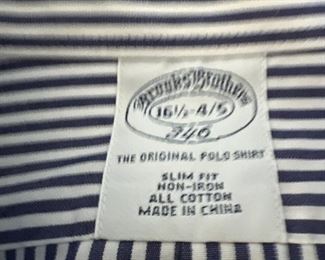 Brooks Brothers
16½-4/5
346
THE ORIGINAL POLO SHIRT
SLIM FIT
NON-IRON
ALL COTTON
MADE IN CHINA